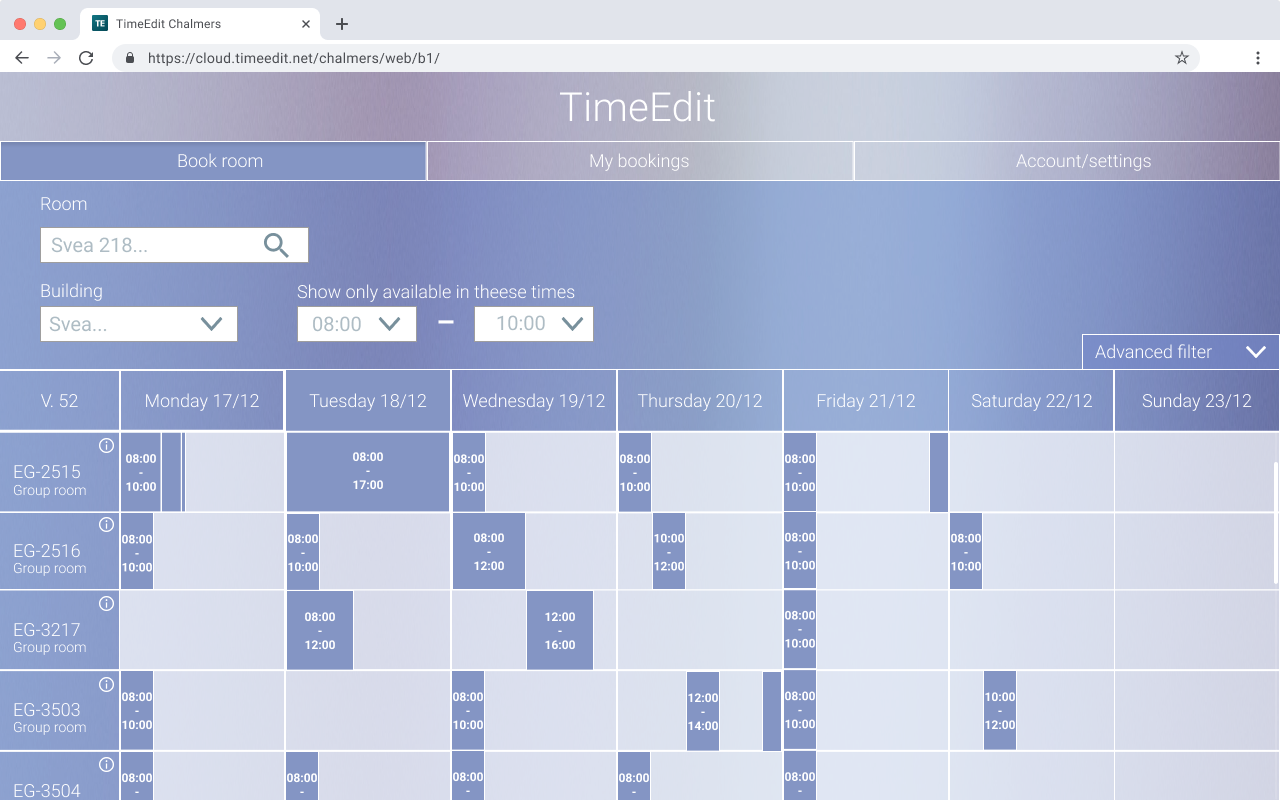 TE TimeEdit Chalmers
https://cloud.timeedit.net/chalmers/web/b1/
TimeEdit
Book room
My bookings
Account/settings
Room
Svea 218...
Building
Show only available in theese times
Svea...
08:00
10:00
Advanced filter
V. 52
Monday 17/12
Tuesday 18/12
Wednesday 19/12
Thursday 20/12
Friday 21/12
Saturday 22/12
Sunday 23/12
EG-2515
Group room
08:00
-
10:00
08:00
-
17:00
08:00
-
10:00
08:00
-
10:00
08:00
-
10:00
EG-2516
Group room
08:00
-
10:00
08:00
-
10:00
08:00
-
12:00
10:00
-
12:00
08:00
-
10:00
08:00
-
10:00
EG-3217
Group room
08:00
-
12:00
12:00
-
16:00
08:00
-
10:00
EG-3503
Group room
08:00
-
10:00
08:00
-
10:00
12:00
-
14:00
08:00
-
10:00
10:00
-
12:00
EG-3504
08:00
-
08:00
-
08:00
-
08:00
-
08:00
-